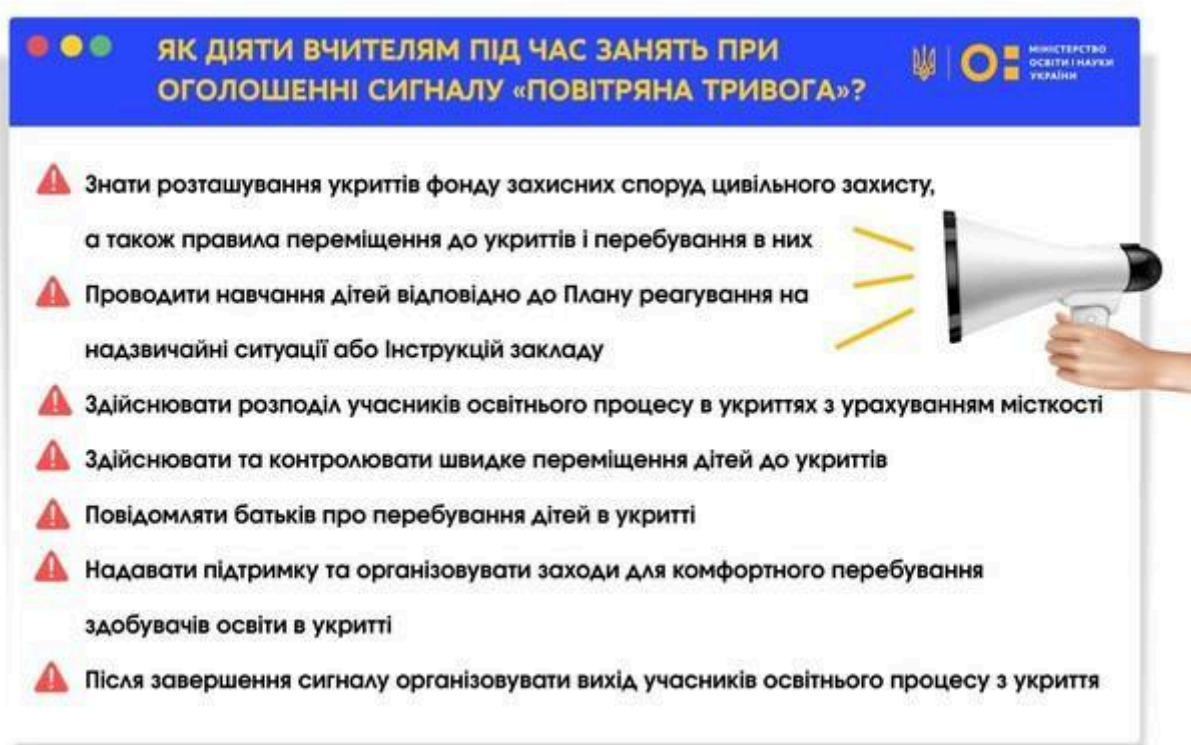 ЯК ДІЯТИ ВЧИТЕЛЯМ ПІД ЧАС ЗАНЯТЬ ПРИ
ОГОЛОШЕННІ СИГНАЛУ «ПОВІТРЯНА ТРИВОГА»?
МІНІСТЕРСТВО
ОСВІТИ І НАУКИ
УКРАЇНИ
Знати розташування укриттів фонду захисних споруд цивільного захисту,
а також правила переміщення до укриттів і перебування в них
Проводити навчання дітей відповідно до Плану реагування на
надзвичайні ситуації або Інструкцій закладу
Здійснювати розподіл учасників освітнього процесу в укриттях з урахуванням місткості
Здійснювати та контролювати швидке переміщення дітей до укриттів
Повідомляти батьків про перебування дітей в укритті
Надавати підтримку та організовувати заходи для комфортного перебування
здобувачів освіти в укритті
Після завершення сигналу організовувати вихід учасників освітнього процесу з укриття